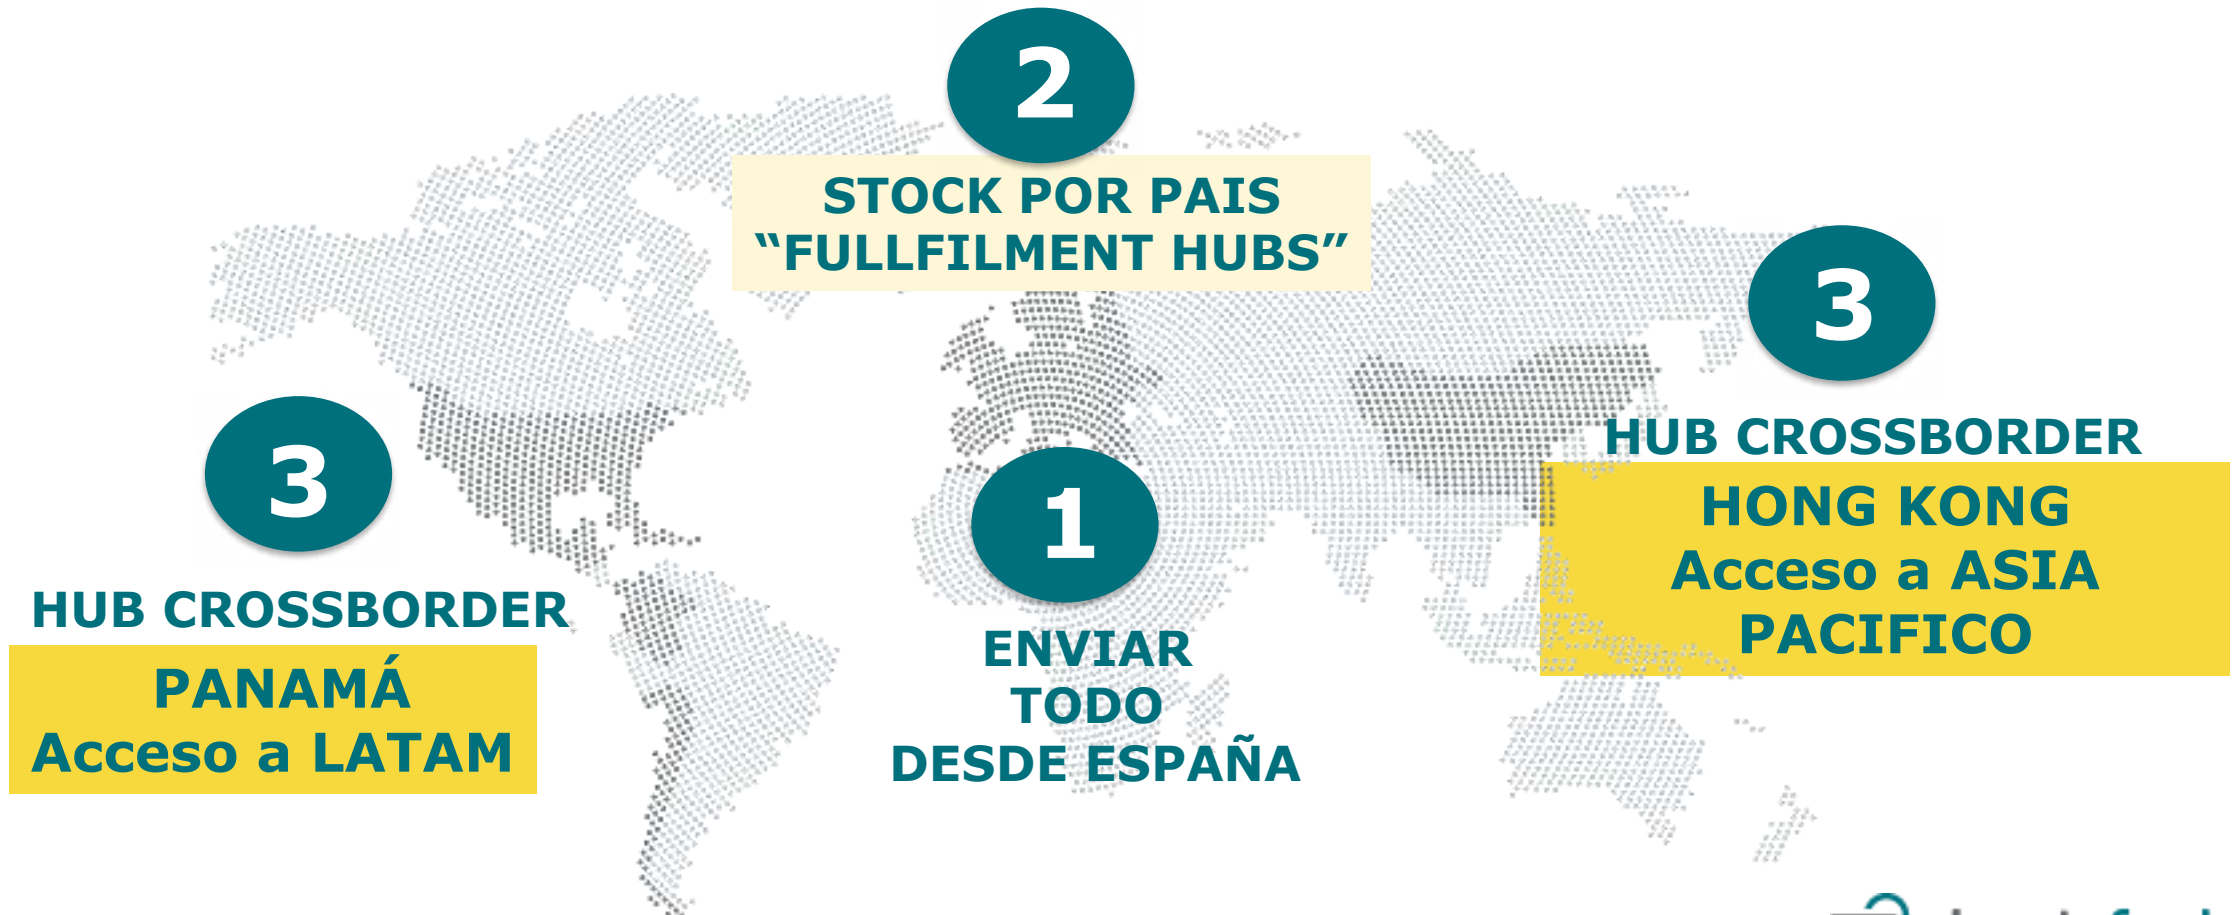 2
STOCK POR PAIS
“FULLFILMENT HUBS”
3
HUB CROSSBORDER
HONG KONG
Acceso a ASIA
PACIFICO
3
HUB CROSSBORDER
PANAMÁ
Acceso a LATAM
1
ENVIAR
TODO
DESDE ESPAÑA